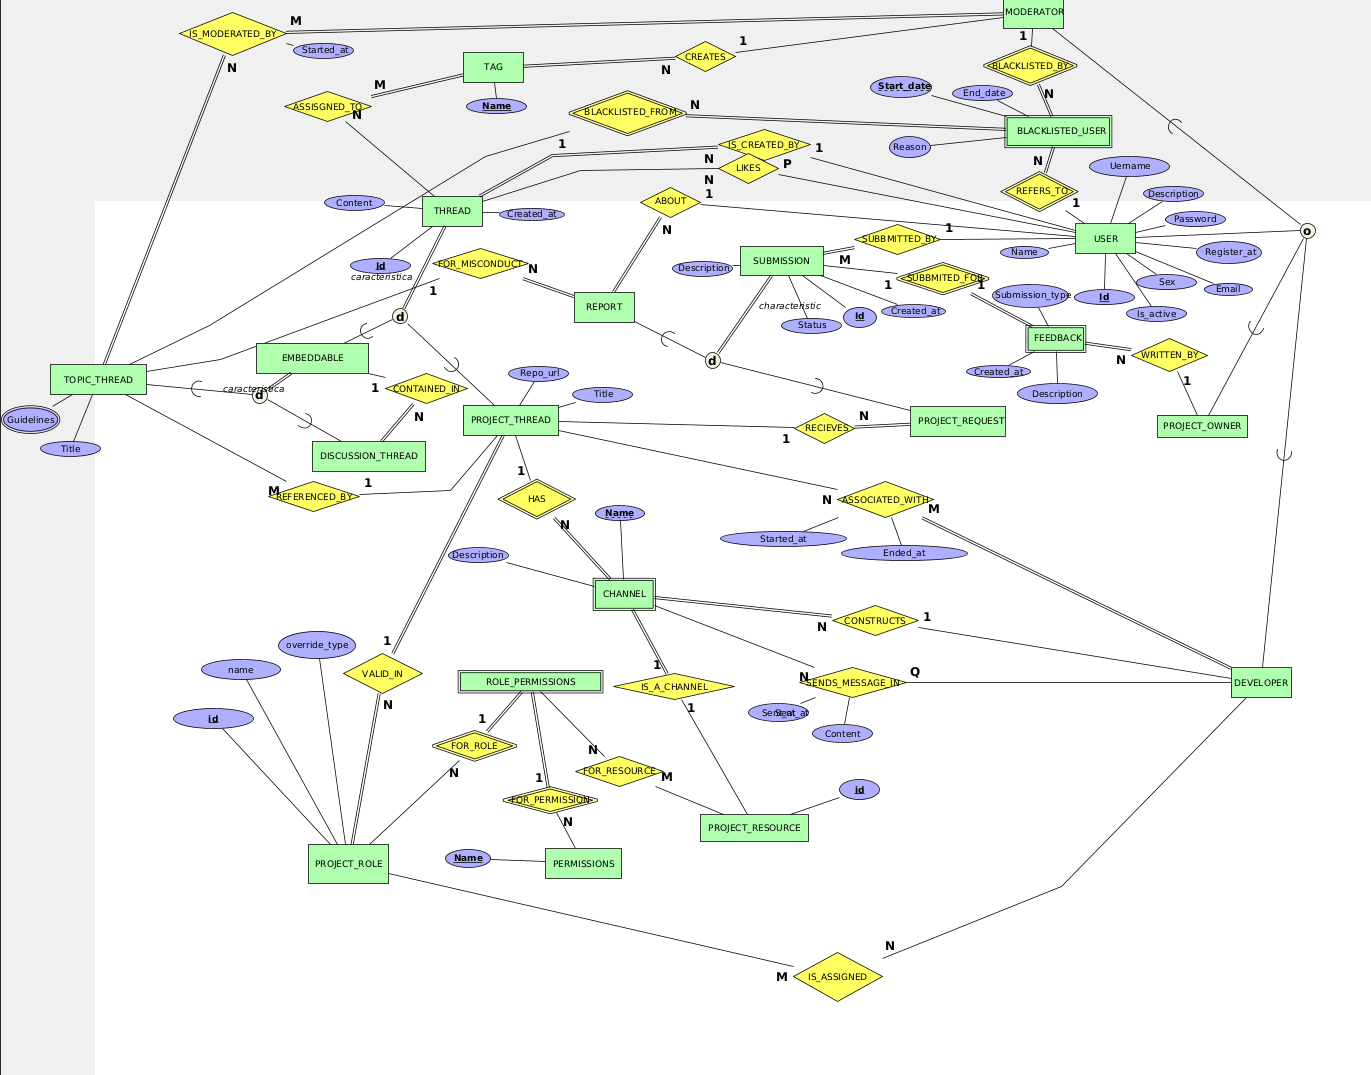 MODERATOR
M
IS_MODERATED_BY
Started_at
N
1
CREATES
N
TAG
M
Name
ASSISGNED_TO
N
1
BLACKLISTED_BY
N
Start_date
End_date
BLACKLISTED_FROM
N
1
BLACKLISTED_USER
Reason
IS_CREATED_BY
1
N
LIKES
P
N
N
REFERS_TO
1
Uername
Description
Password
Register_at
Email
Sex
Is_active
Id
Name
USER
o
Content
THREAD
Created_at
Id
caracteristica
ABOUT
1
N
FOR_MISCONDUCT
N
1
REPORT
SUBBMITTED_BY
1
M
Description
SUBMISSION
SUBBMITED_FOR
1
1
characteristic
Status
Id
Created_at
Submission_type
FEEDBACK
Created_at
Description
N
WRITTEN_BY
1
PROJECT_OWNER
d
EMBEDDABLE
d
TOPIC_THREAD
caracteristica
d
Guidelines
Title
1
CONTAINED_IN
N
DISCUSSION_THREAD
Repo_url
Title
PROJECT_THREAD
1
RECIEVES
N
PROJECT_REQUEST
M
REFERENCED_BY
1
1
HAS
N
Name
Description
CHANNEL
N
ASSOCIATED_WITH
M
Started_at
Ended_at
N
CONSTRUCTS
1
1
IS_A_CHANNEL
1
N
SENDS_MESSAGE_IN
Q
Sent_at
Content
DEVELOPER
override_type
name
id
1
VALID_IN
N
ROLE_PERMISSIONS
1
FOR_ROLE
N
N
FOR_RESOURCE
M
1
FOR_PERMISSION
N
id
PROJECT_RESOURCE
PROJECT_ROLE
Name
PERMISSIONS
M
IS_ASSIGNED
N